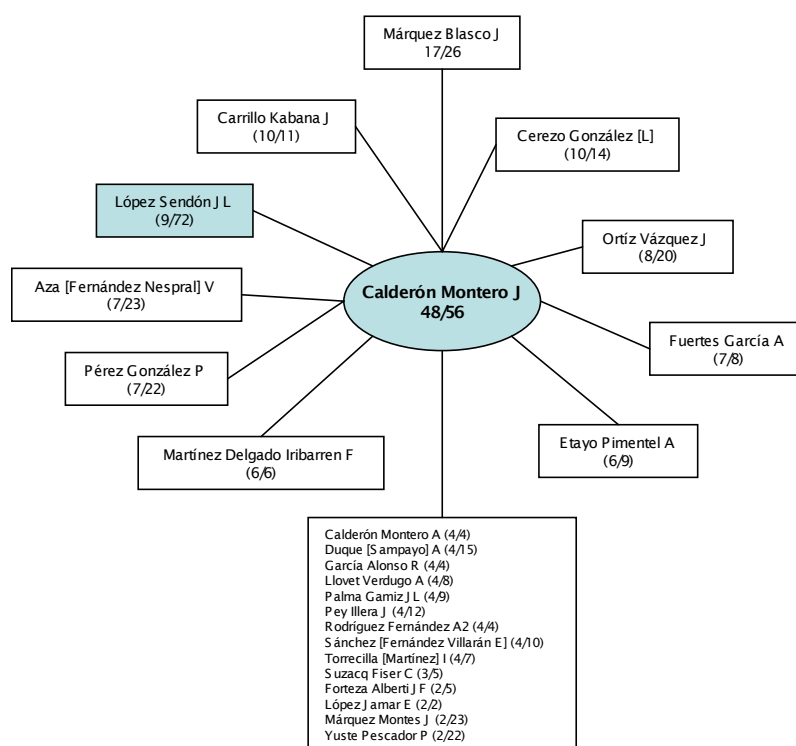 Márquez Blasco J
17/26
Carrillo Kabana J
(10/11)
Cerezo González [L]
(10/14)
López Sendón J L
(9/72)
Ortíz Vázquez J
(8/20)
Aza [Fernández Nespral] V
(7/23)
Calderón Montero J
48/56
Fuertes García A
(7/8)
Pérez González P
(7/22)
Martínez Delgado Iribarren F
(6/6)
Etayo Pimentel A
(6/9)
Calderón Montero A (4/4)
Duque [Sampayo] A (4/15)
García Alonso R (4/4)
Llovet Verdugo A (4/8)
Palma Gamiz J L (4/9)
Pey Illera J (4/12)
Rodríguez Fernández A2 (4/4)
Sánchez [Fernández Villarán E] (4/10)
Torrecilla [Martínez] I (4/7)
Suzacq Fiser C (3/5)
Forteza Alberti J F (2/5)
López Jamar E (2/2)
Márquez Montes J (2/23)
Yuste Pescador P (2/22)